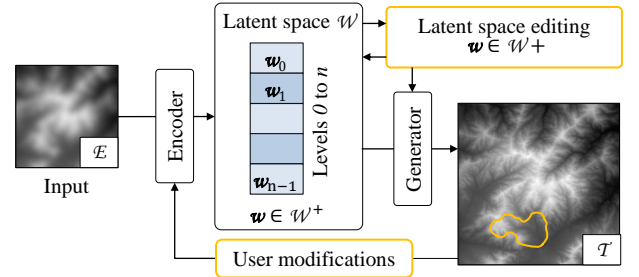 Latent space 𝒲
Latent space editing
w ∈ 𝒲+
w₀
w₁
wₙ₋₁
Levels 0 to n
w ∈ 𝒲⁺
Encoder
Generator
ℰ
Input
User modifications
𝒯